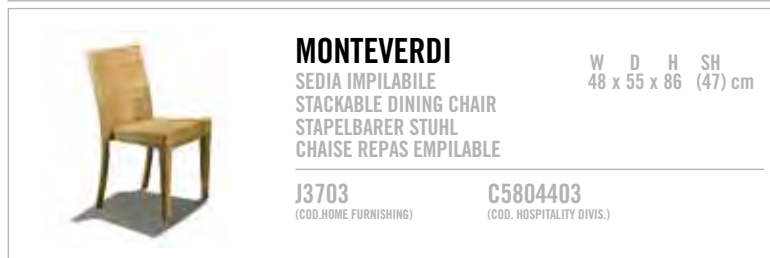 MONTEVERDI
SEDIA IMPILABILE
STACKABLE DINING CHAIR
STAPELBARER STUHL
CHAISE REPAS EMPILABLE
W D H SH
48 x 55 x 86 (47) cm
J3703
(COD.HOME FURNISHING)
C5804403
(COD. HOSPITALITY DIVIS.)